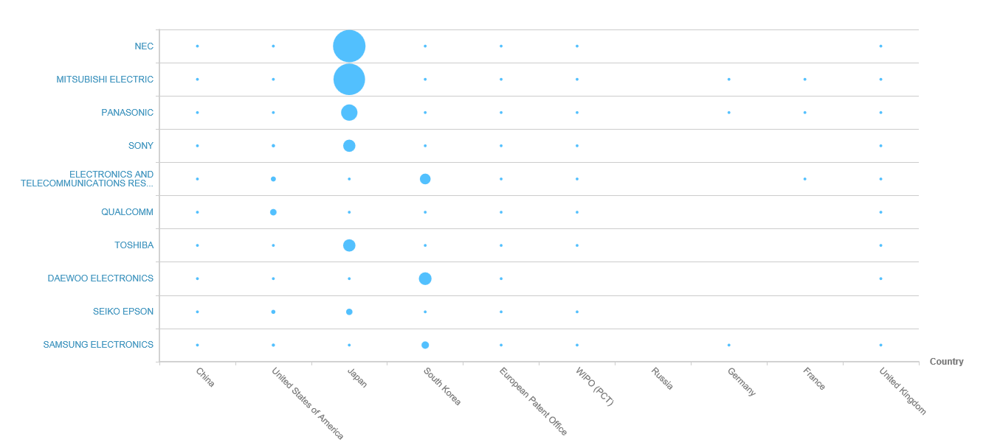 NEC
MITSUBISHI ELECTRIC
PANASONIC
SONY
ELECTRONICS AND
TELECOMMUNICATIONS RES...
QUALCOMM
TOSHIBA
DAEWOO ELECTRONICS
SEIKO EPSON
SAMSUNG ELECTRONICS
Country
China
United States of America
Japan
South Korea
European Patent Office
WIPO (PCT)
Russia
Germany
France
United Kingdom